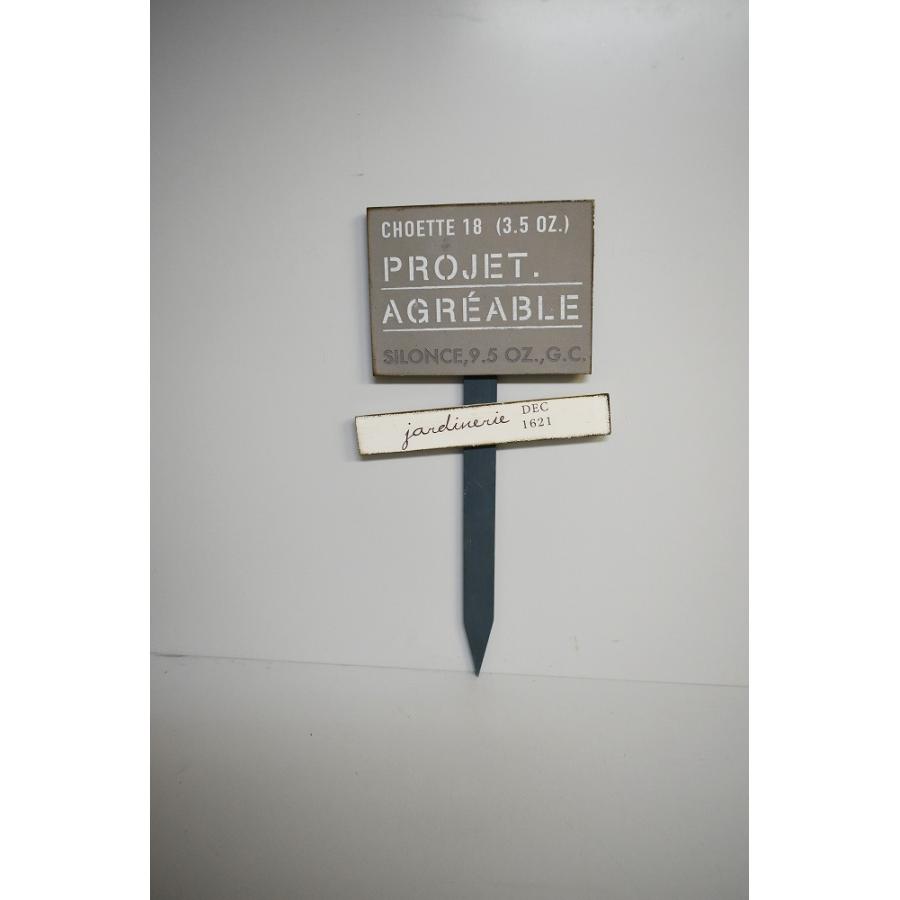 CHOETTE 18 (3.5 OZ.)
PROJET.
AGRÉABLE
SILONCE,9.5 OZ.,G.C.
jardinerie DEC
1621